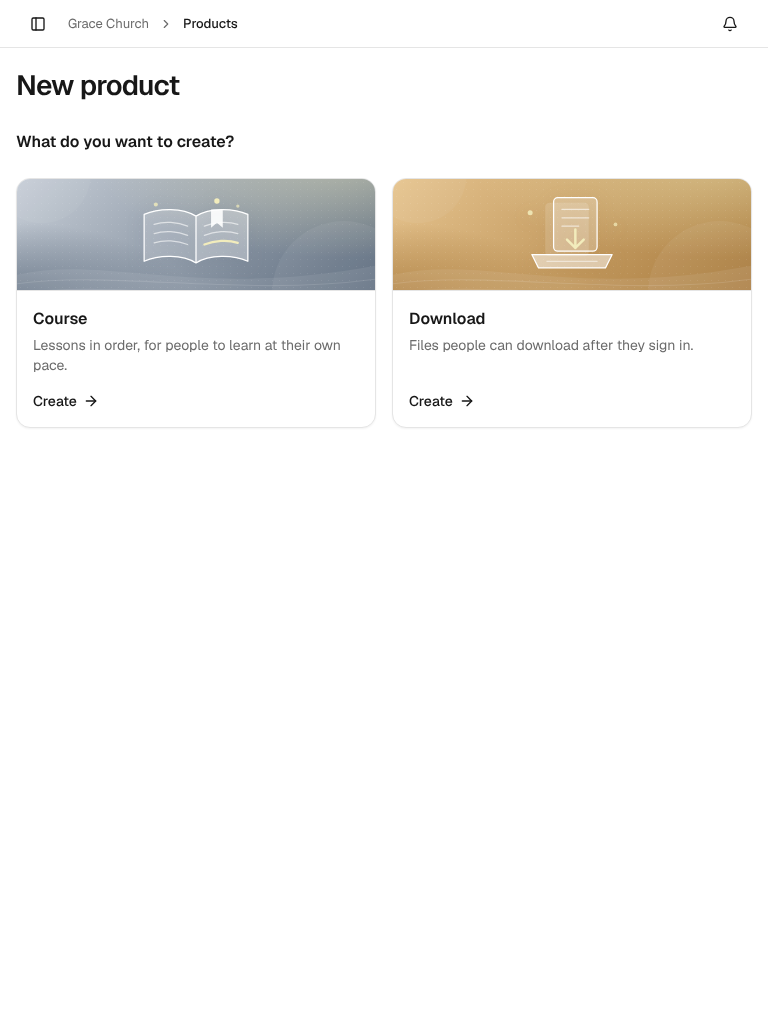 Grace Church
Products
New product
What do you want to create?
Course
Lessons in order, for people to learn at their own
pace.
Create
Download
Files people can download after they sign in.
Create